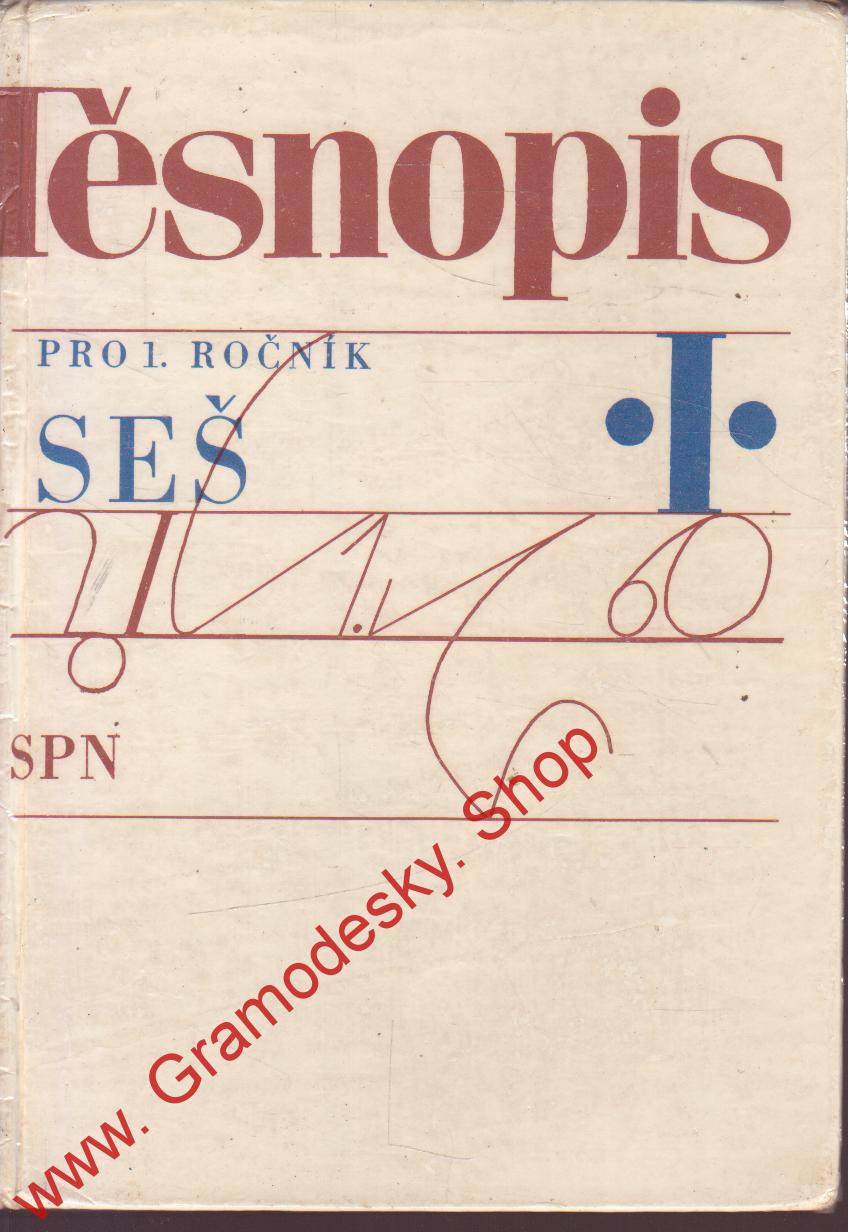 Těsnopis
PRO 1. ROČNÍK
SEŠ
·I·
SPN
www. Gramodesky. Shop